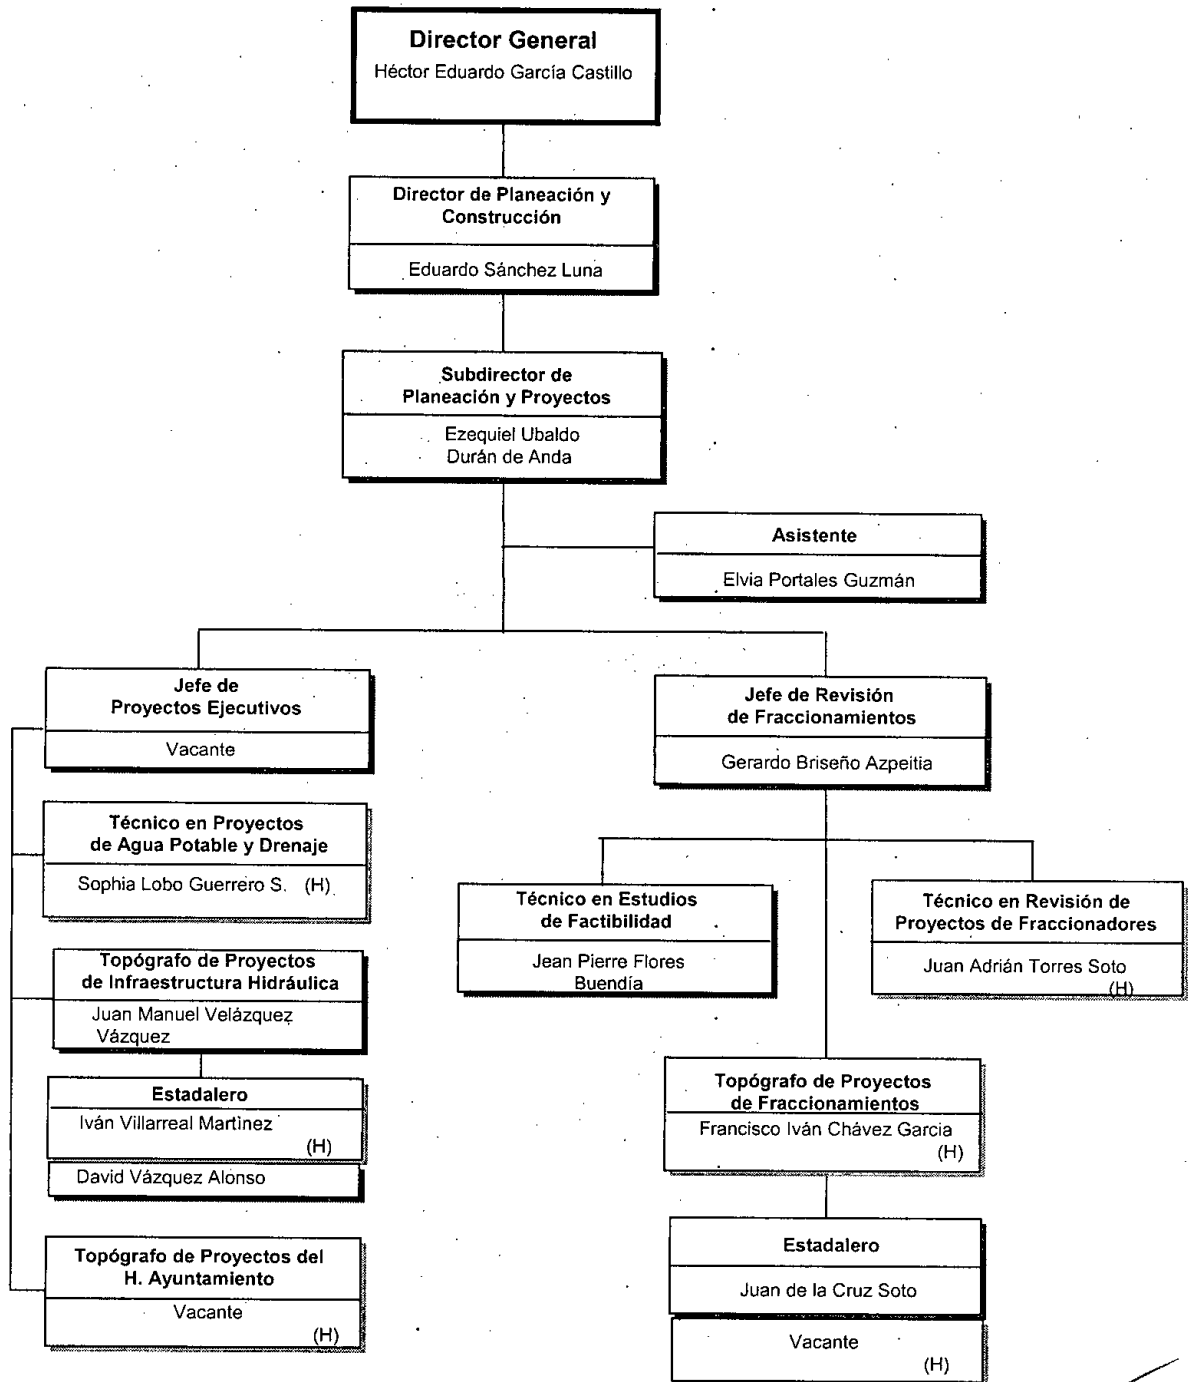 Director General
Héctor Eduardo García Castillo
Director de Planeación y
Construcción
Eduardo Sánchez Luna
Subdirector de
Planeación y Proyectos
Ezequiel Ubaldo
Durán de Anda
Asistente
Elvia Portales Guzmán
Jefe de
Proyectos Ejecutivos
Vacante
Técnico en Proyectos
de Agua Potable y Drenaje
Sophia Lobo Guerrero S. (H)
Topógrafo de Proyectos
de Infraestructura Hidráulica
Juan Manuel Velázquez
Vázquez
Estadalero
Iván Villarreal Martìnez
(H)
David Vázquez Alonso
Topógrafo de Proyectos del
H. Ayuntamiento
Vacante
(H)
Jefe de Revisión
de Fraccionamientos
Gerardo Briseño Azpeitia
Técnico en Estudios
de Factibilidad
Jean Pierre Flores
Buendía
Técnico en Revisión de
Proyectos de Fraccionadores
Juan Adrián Torres Soto
(H)
Topógrafo de Proyectos
de Fraccionamientos
Francisco Iván Chávez Garcia
(H)
Estadalero
Juan de la Cruz Soto
Vacante
(H)